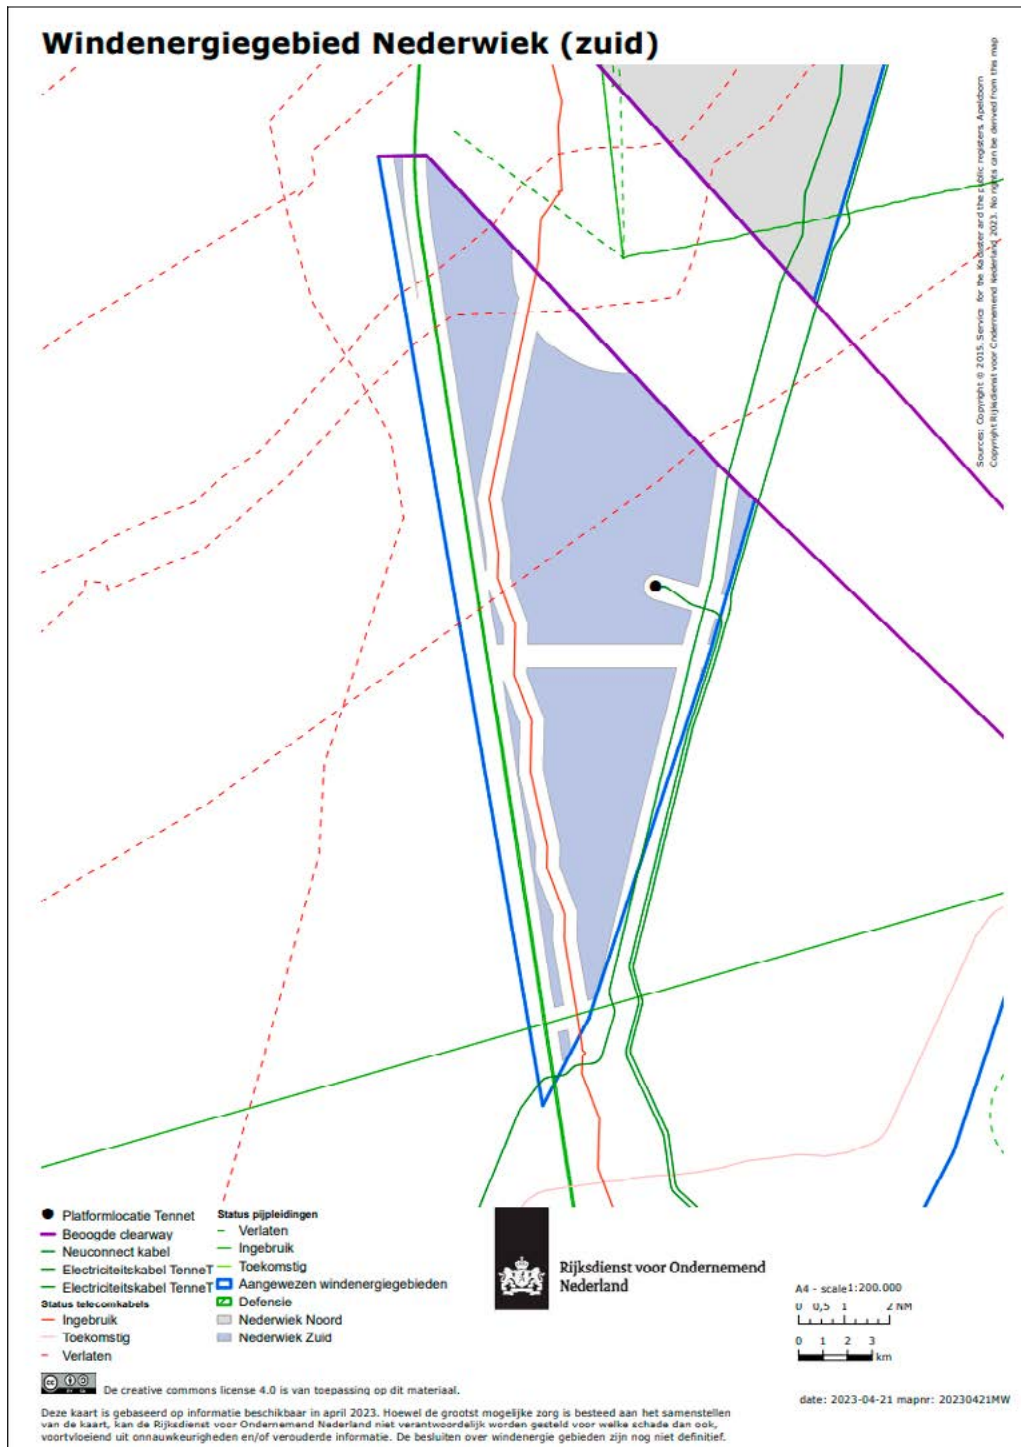 Windenergiegebied Nederwiek (zuid)
Sources: Copyright © 2015. Service for the Kadaster and the public registers, Apeldoorn
Copyright Rijksdienst voor Ondernemend Nederland 2023. No rights can be derived from this map
Platformlocatie Tennet
Beoogde clearway
Neuconnect kabel
Electriciteitskabel TenneT
Electriciteitskabel TenneT
Status telecomkabels
Ingebruik
Toekomstig
Verlaten
Status pijpleidingen
Verlaten
Ingebruik
Toekomstig
Aangewezen windenergiegebieden
Defensie
Nederwiek Noord
Nederwiek Zuid
Rijksdienst voor Ondernemend
Nederland
A4 - scale 1:200.000
0 0,5 1 2 NM
0 1 2 3
km
De creative commons license 4.0 is van toepassing op dit materiaal.
date: 2023-04-21 mapnr: 20230421MW
Deze kaart is gebaseerd op informatie beschikbaar in april 2023. Hoewel de grootst mogelijke zorg is besteed aan het samenstellen
van de kaart, kan de Rijksdienst voor Ondernemend Nederland niet verantwoordelijk worden gesteld voor welke schade dan ook,
voortvloeiend uit onnauwkeurigheden en/of verouderde informatie. De besluiten over windenergie gebieden zijn nog niet definitief.